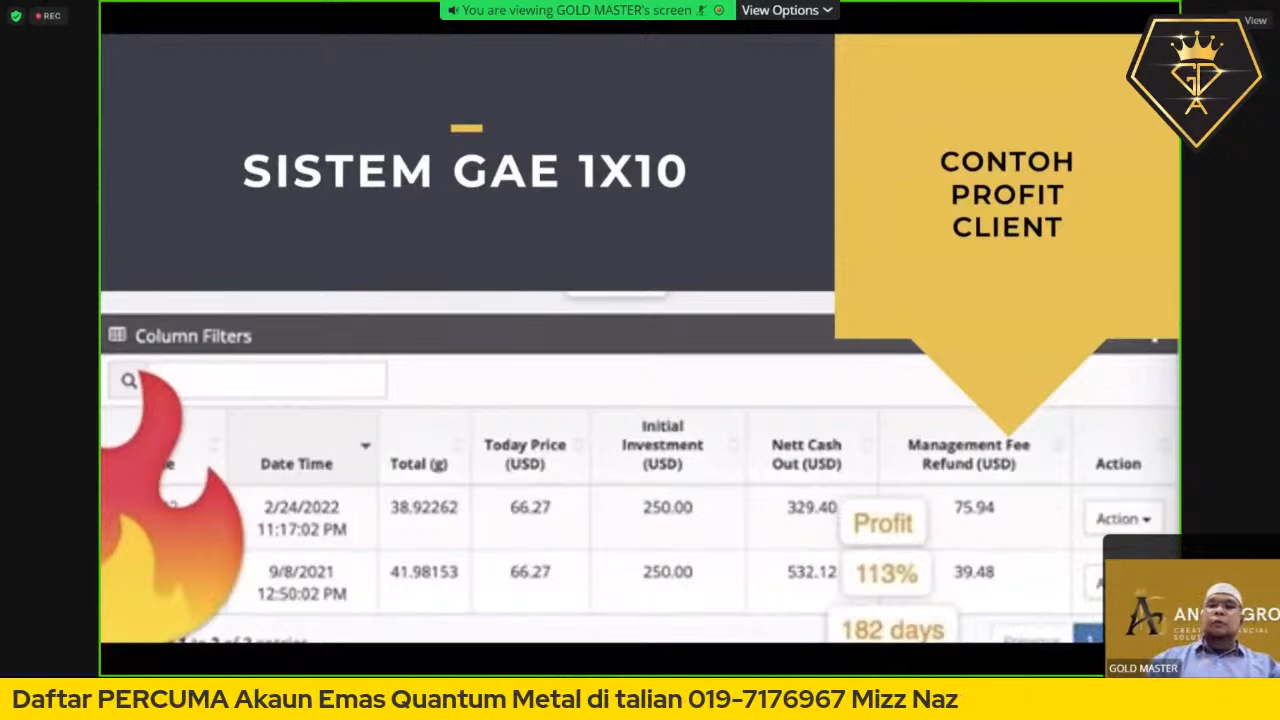 REC
You are viewing GOLD MASTER's screen
View Options
View
GDA
SISTEM GAE 1X10
CONTOH
PROFIT
CLIENT
Column Filters
Date Time
Total (g)
Today Price
(USD)
Initial
Investment
(USD)
Nett Cash
Out (USD)
Management Fee
Refund (USD)
Action
2/24/2022
11:17:02 PM
38.92262
66.27
250.00
329.40
75.94
Action
Profit
9/8/2021
12:50:02 PM
41.98153
66.27
250.00
532.12
113%
39.48
182 days
Previous
GOLD MASTER
Daftar PERCUMA Akaun Emas Quantum Metal di talian 019-7176967 Mizz Naz